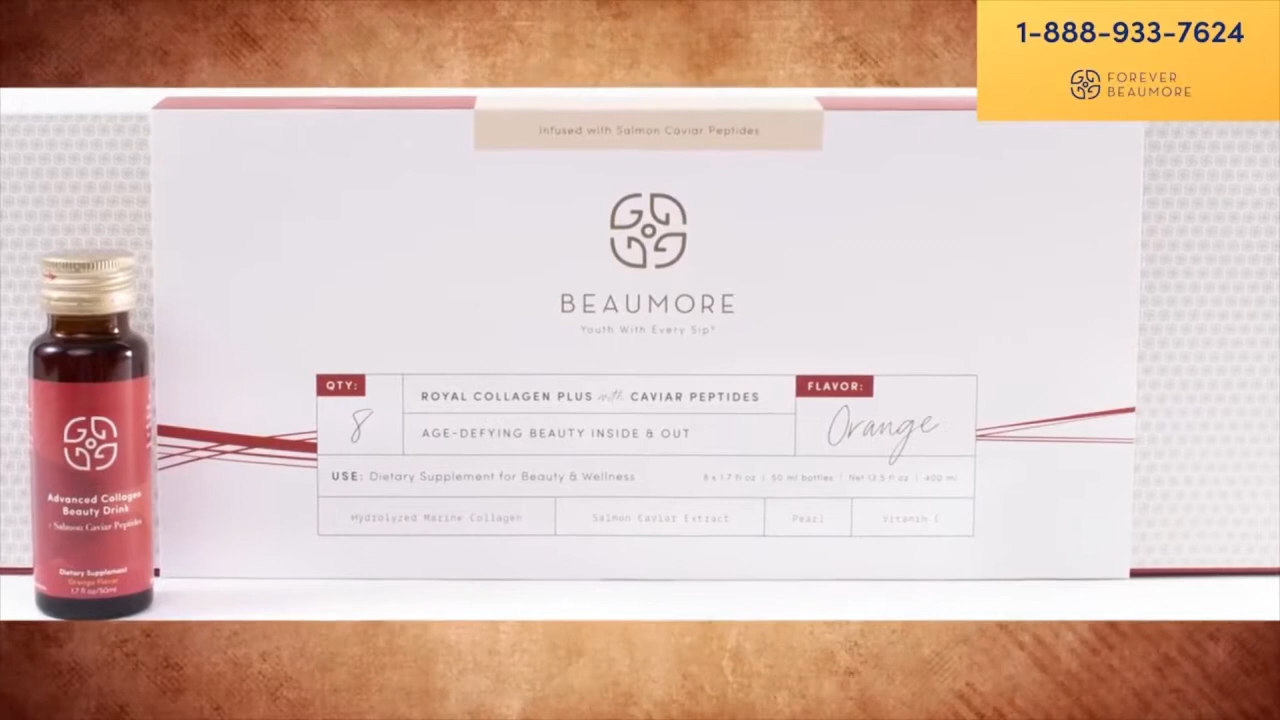 1-888-933-7624
FOREVER
BEAUMORE
Infused with Salmon Caviar Peptides
BEAUMORE
Youth With Every Sip®
QTY:
8
ROYAL COLLAGEN PLUS with CAVIAR PEPTIDES
AGE-DEFYING BEAUTY INSIDE & OUT
FLAVOR:
Orange
USE: Dietary Supplement for Beauty & Wellness
8 x 1.7 fl oz | 50 ml bottles | Net 13.5 fl oz | 400 ml
Hydrolyzed Marine Collagen
Salmon Caviar Extract
Pearl
Vitamin C
Advanced Collagen
Beauty Drink
+ Salmon Caviar Peptides
Dietary Supplement
Orange Flavor
1.7 fl oz/50ml